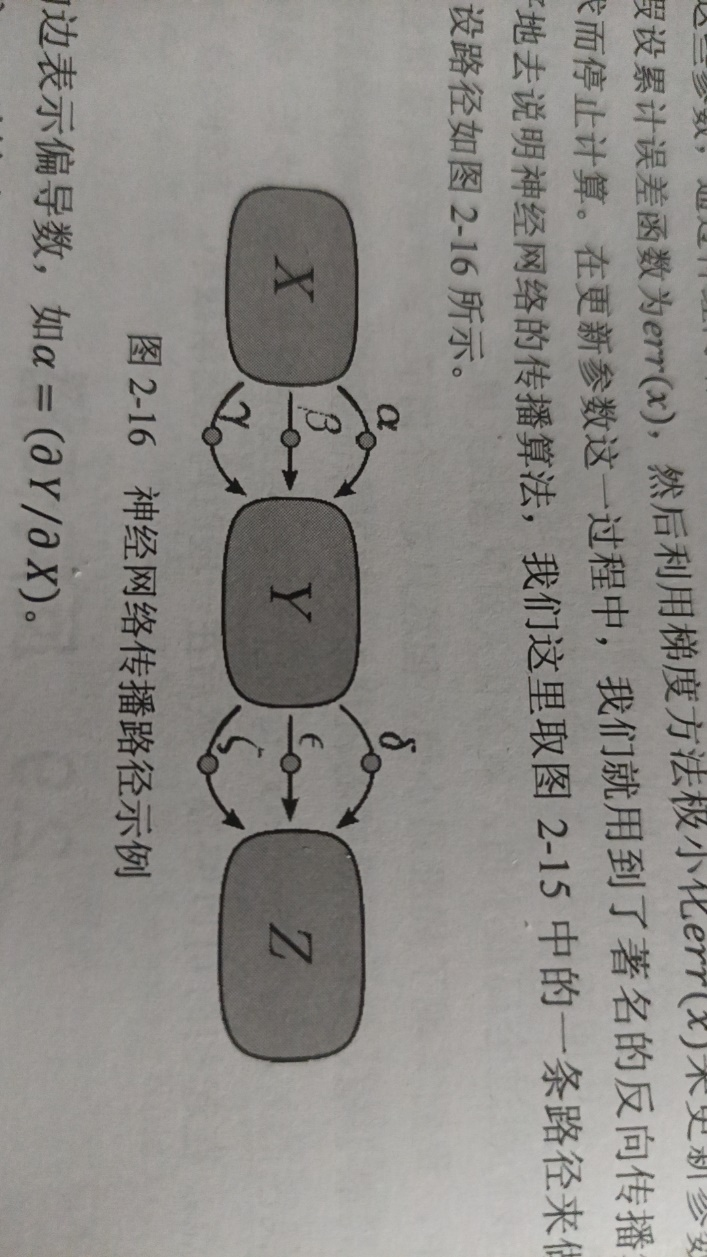 假设累计误差函数为err(x)，然后利用梯度方法极小化err(x)来更新参数
而停止计算。在更新参数这一过程中，我们就用到了著名的反向传播
地去说明神经网络的传播算法，我们这里取图 2-15 中的一条路径来
设路径如图 2-16 所示。
α δ
β ϵ
X Y Z
γ ζ
图 2-16 神经网络传播路径示例
边表示偏导数，如α = (∂Y/∂X)。